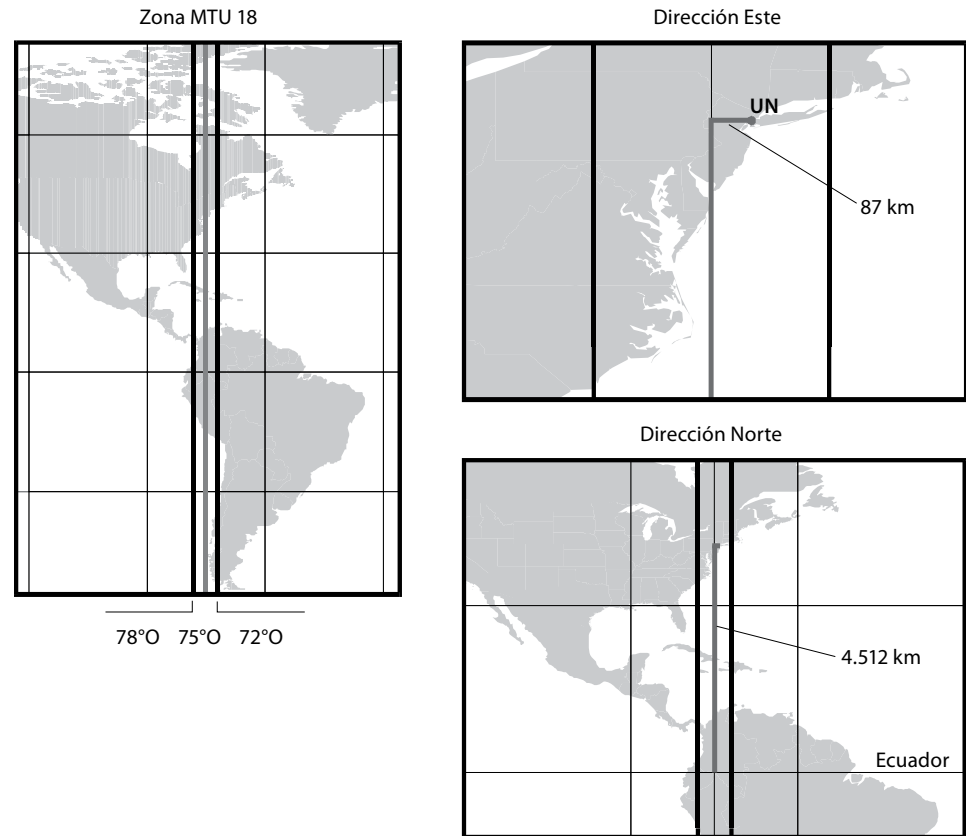 Zona MTU 18
78°O 75°O 72°O
Dirección Este
UN
87 km
Dirección Norte
4.512 km
Ecuador